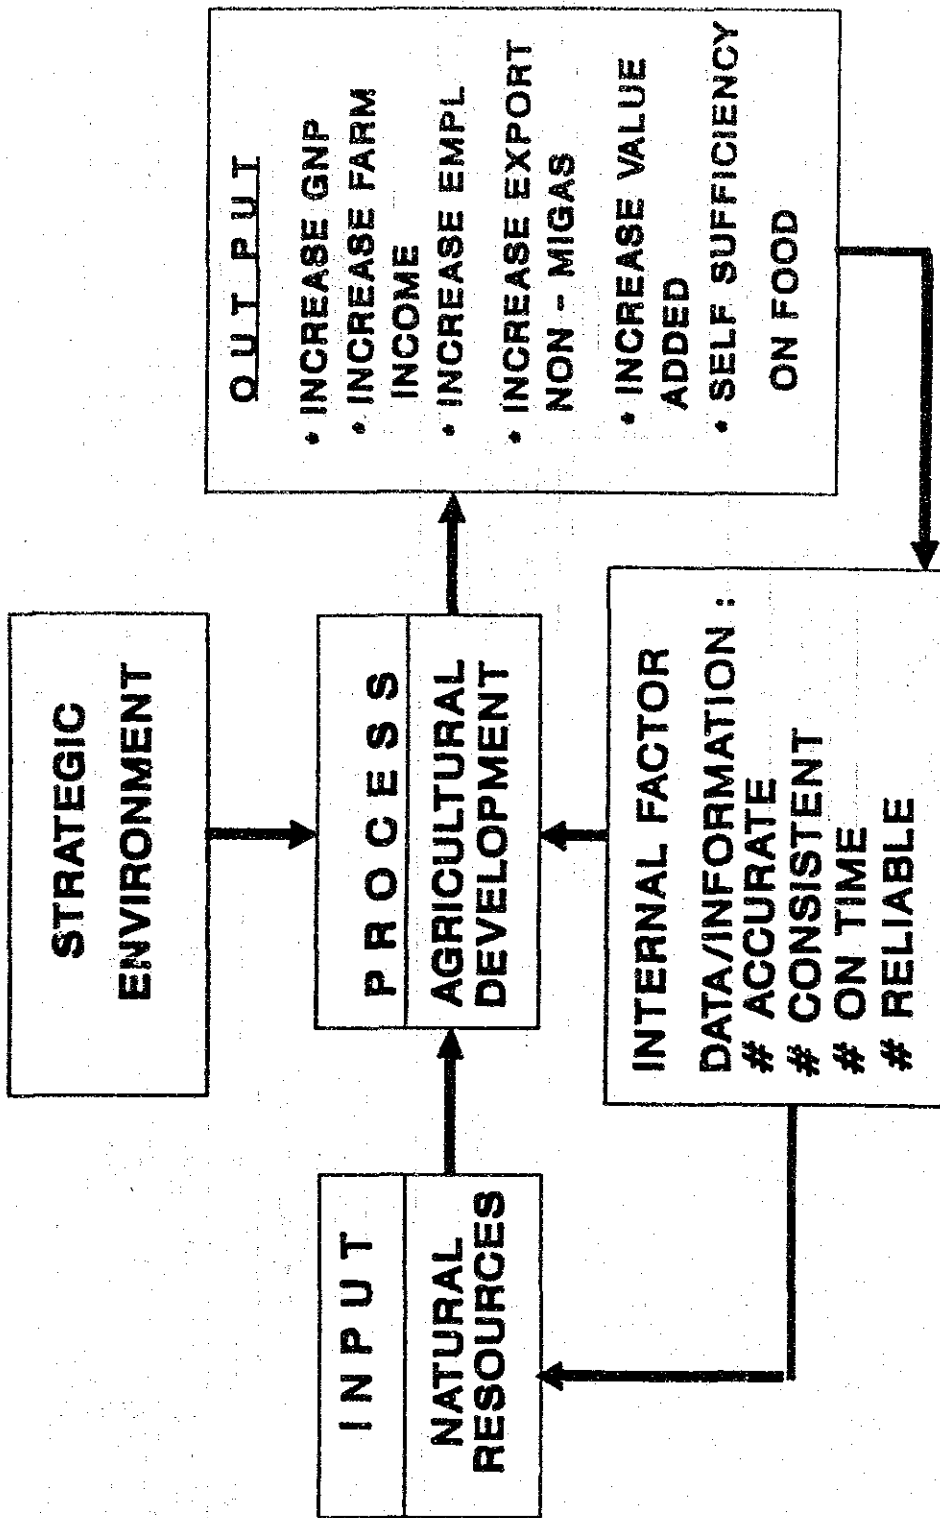 STRATEGIC
ENVIRONMENT
I N P U T
NATURAL
RESOURCES
P R O C E S S
AGRICULTURAL
DEVELOPMENT
O U T P U T
• INCREASE GNP
• INCREASE FARM
INCOME
• INCREASE EMPL
• INCREASE EXPORT
NON - MIGAS
• INCREASE VALUE
ADDED
• SELF SUFFICIENCY
ON FOOD
INTERNAL FACTOR
DATA/INFORMATION :
# ACCURATE
# CONSISTENT
# ON TIME
# RELIABLE